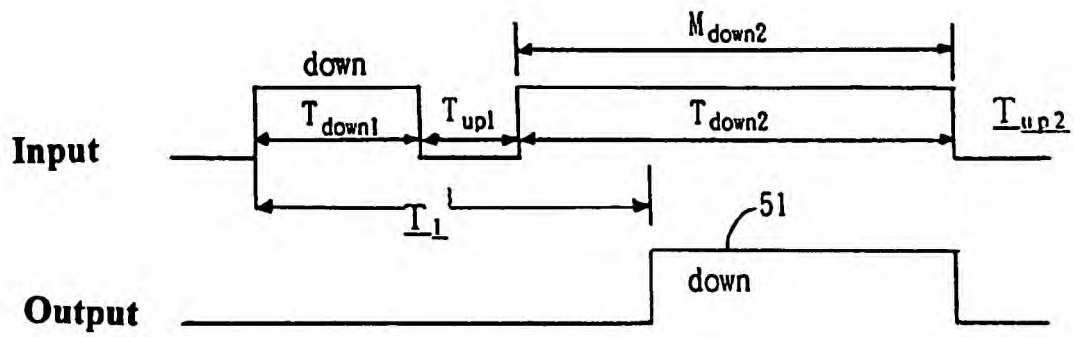 M down2
down
T down1 T up1 T down2 T up2
Input
T 1
51
down
Output